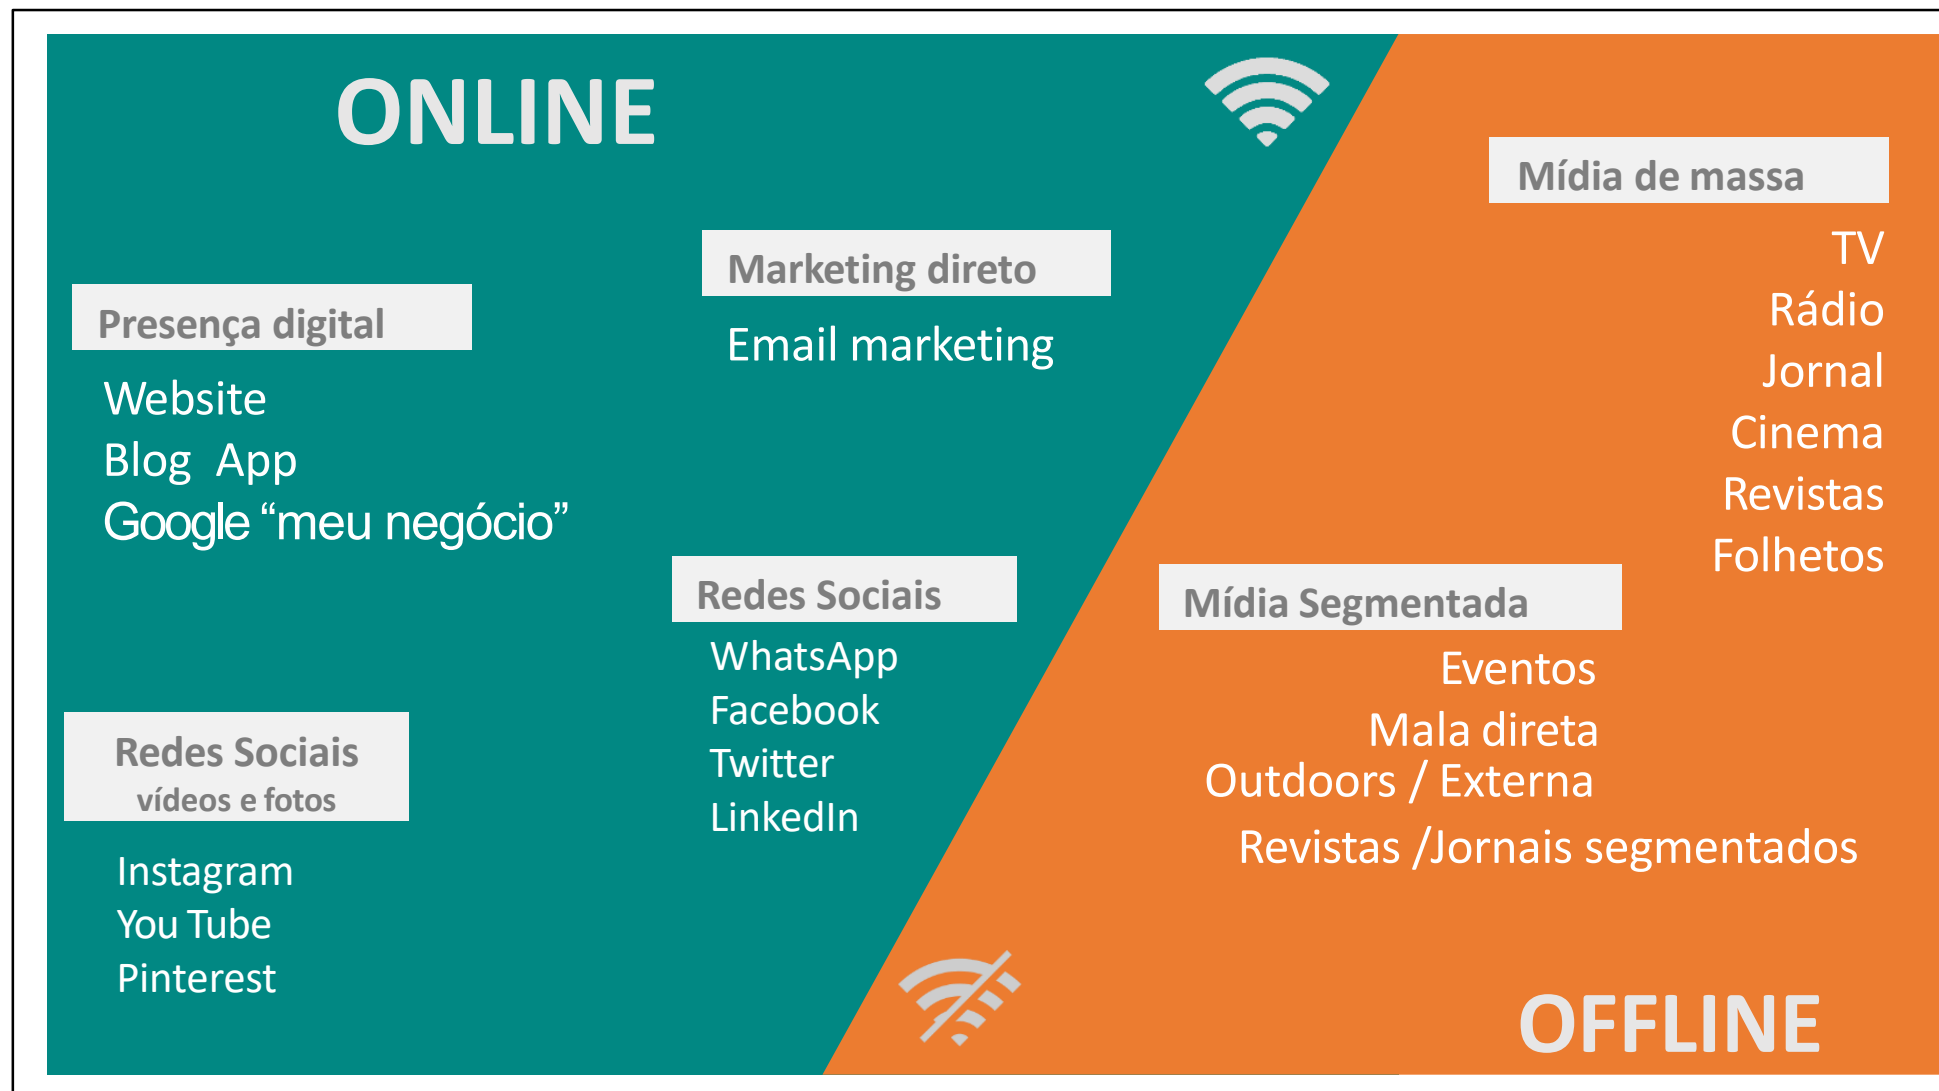 ONLINE
Presença digital
Website
Blog App
Google “meu negócio”
Marketing direto
Email marketing
Redes Sociais
vídeos e fotos
Instagram
You Tube
Pinterest
Redes Sociais
WhatsApp
Facebook
Twitter
LinkedIn
Mídia de massa
TV
Rádio
Jornal
Cinema
Revistas
Folhetos
Mídia Segmentada
Eventos
Mala direta
Outdoors / Externa
Revistas /Jornais segmentados
OFFLINE